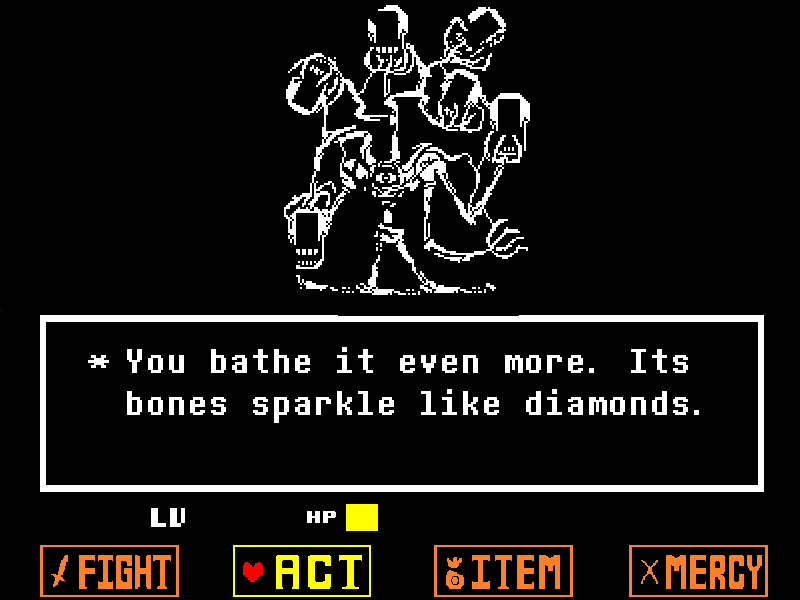 * You bathe it even more. Its
bones sparkle like diamonds.
LV HP
FIGHT ACT ITEM MERCY